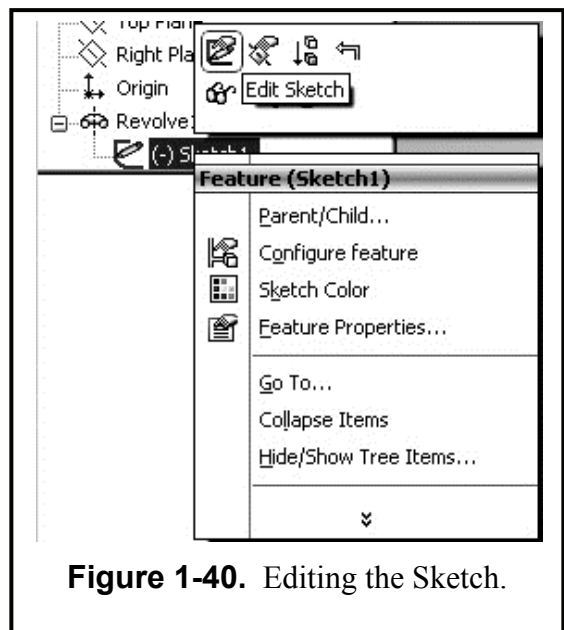 Top Plane
Right Pla
Origin
Edit Sketch
Revolve
(-) Sketch1
Feature (Sketch1)
Parent/Child...
Configure feature
Sketch Color
Feature Properties...
Go To...
Collapse Items
Hide/Show Tree Items...
Figure 1-40. Editing the Sketch.